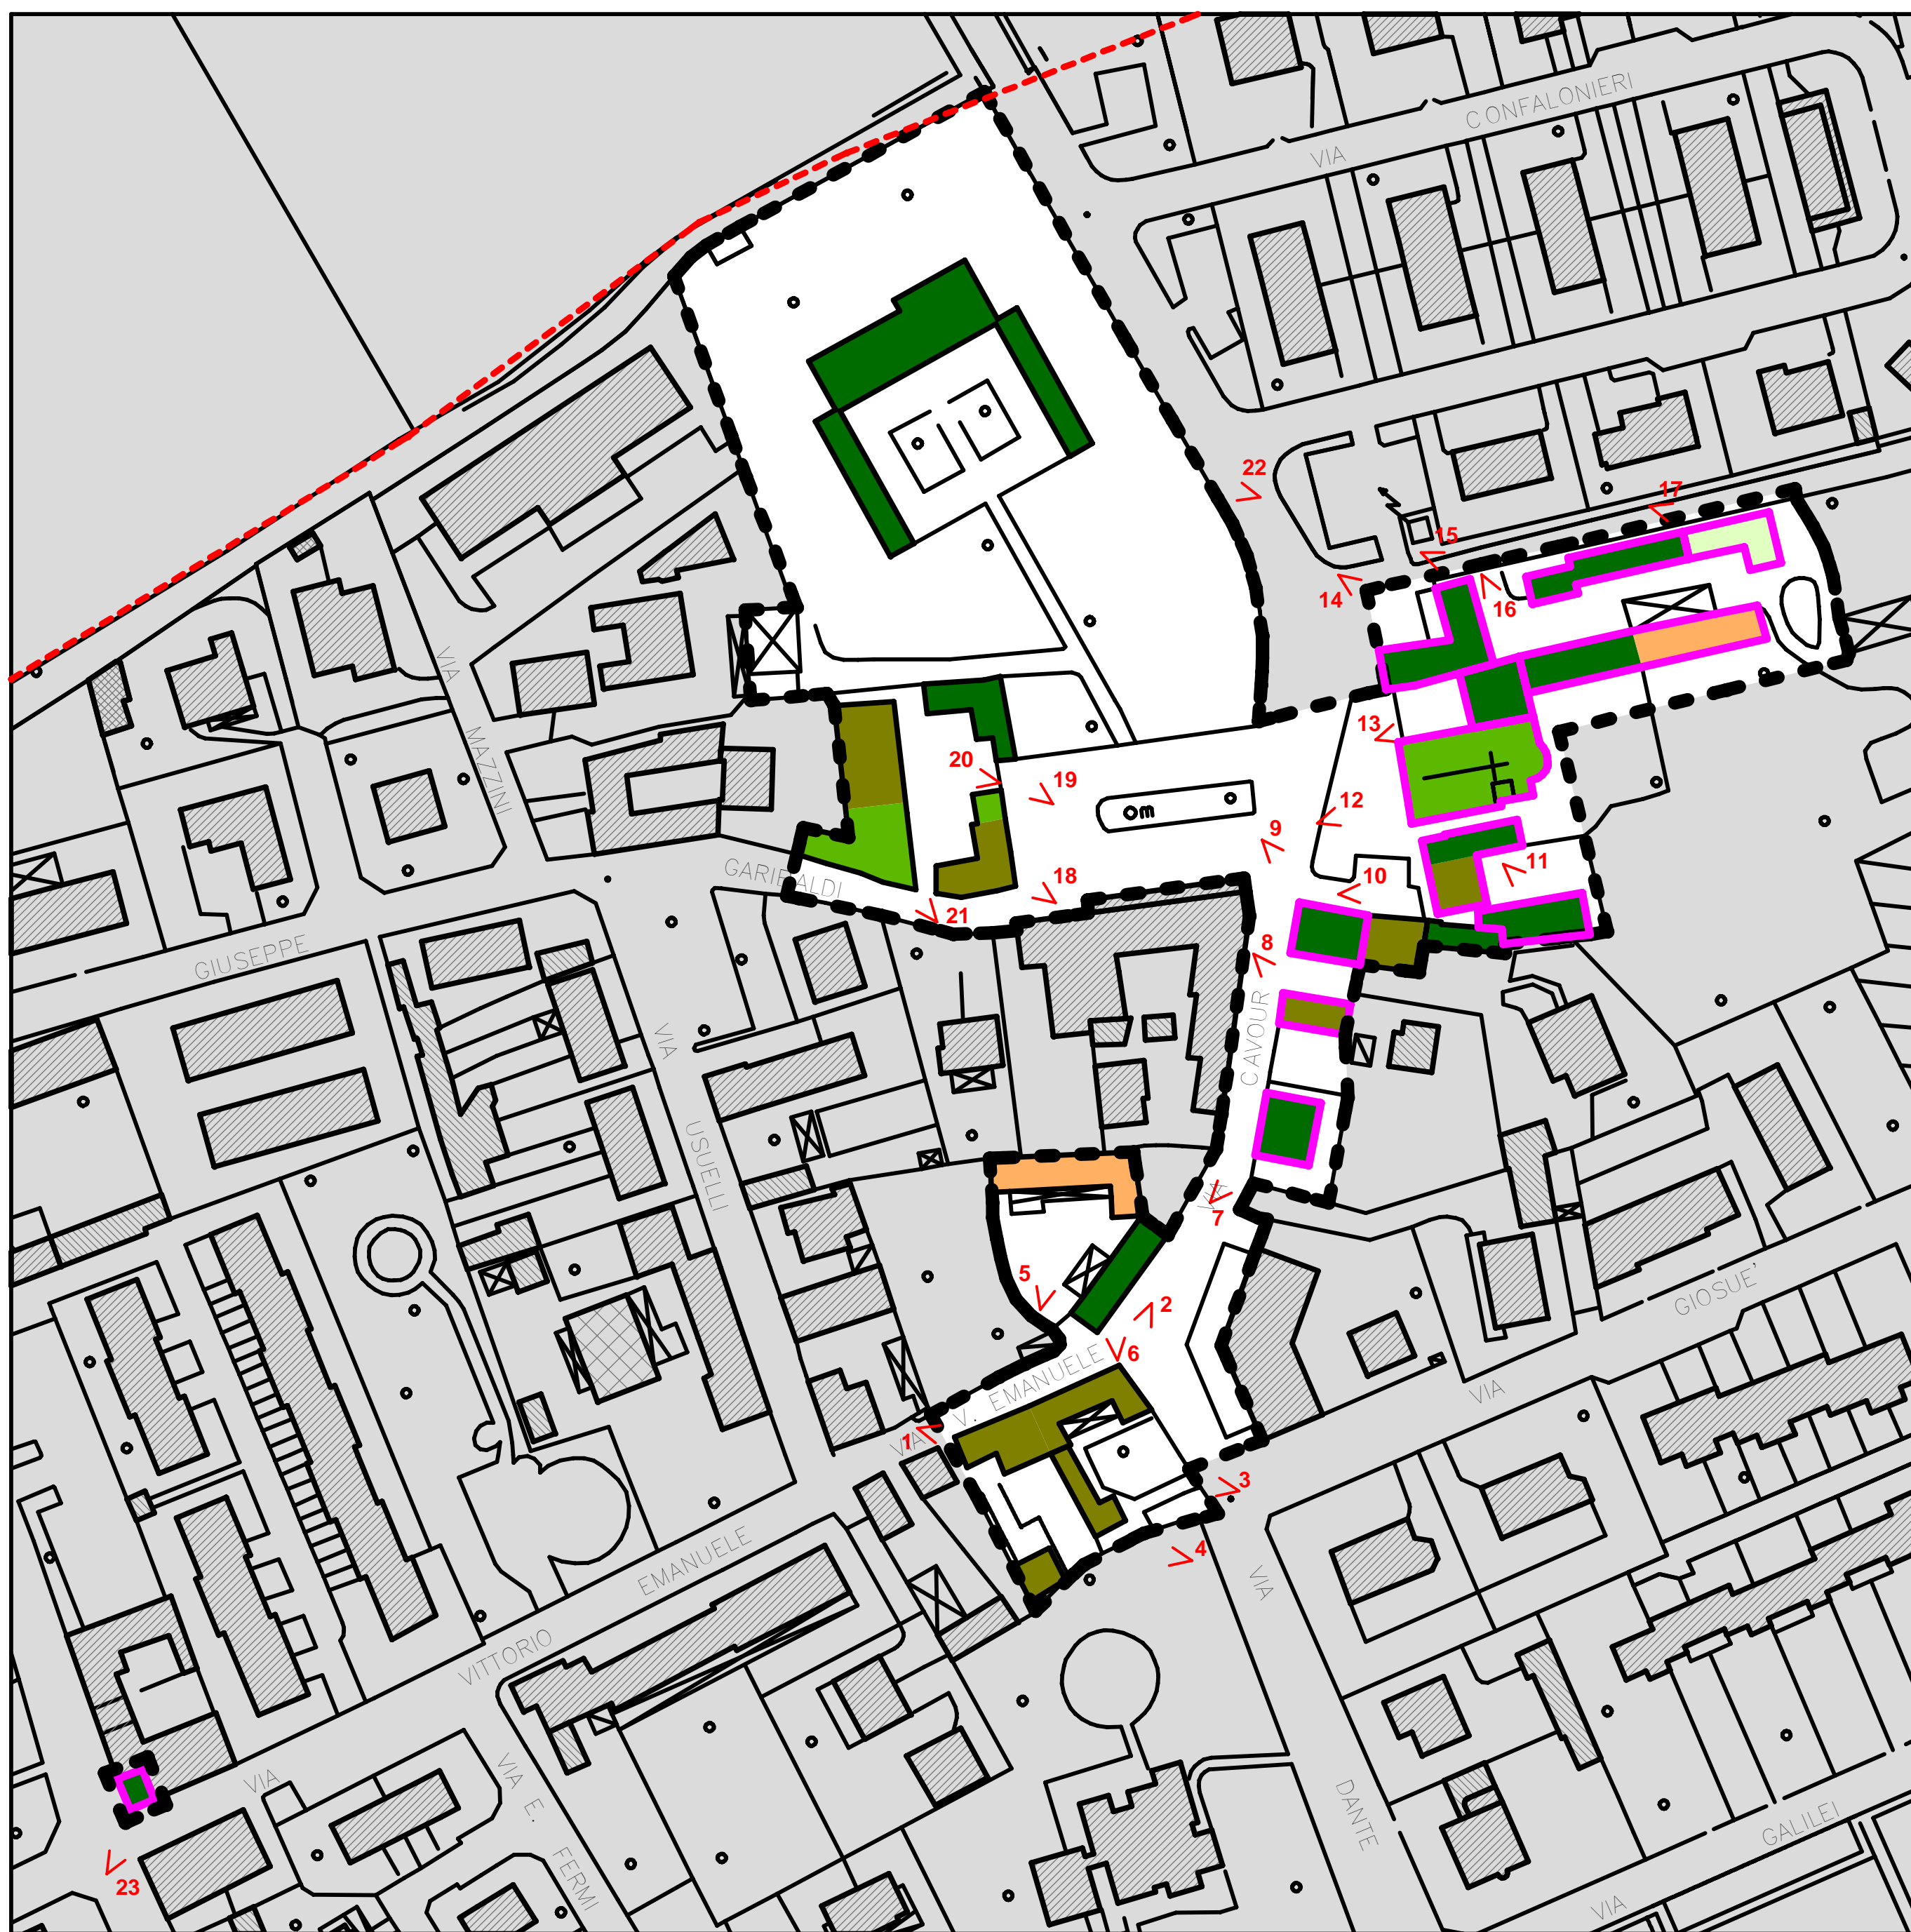 CONFALONIERI
VIA
22
17
15
14
16
VIA
MAZZINI
13
20
19
12
9
11
10
GARIBALDI
18
21
GIUSEPPE
8
CAVOUR
VIA
USUELLI
VIA
7
5
2
GIOSUE'
6
V. EMANUELE
VIA
1
VIA
3
4
EMANUELE
VIA
VITTORIO
VIA
VIA E. FERMI
DANTE
GALILEI
23
VIA